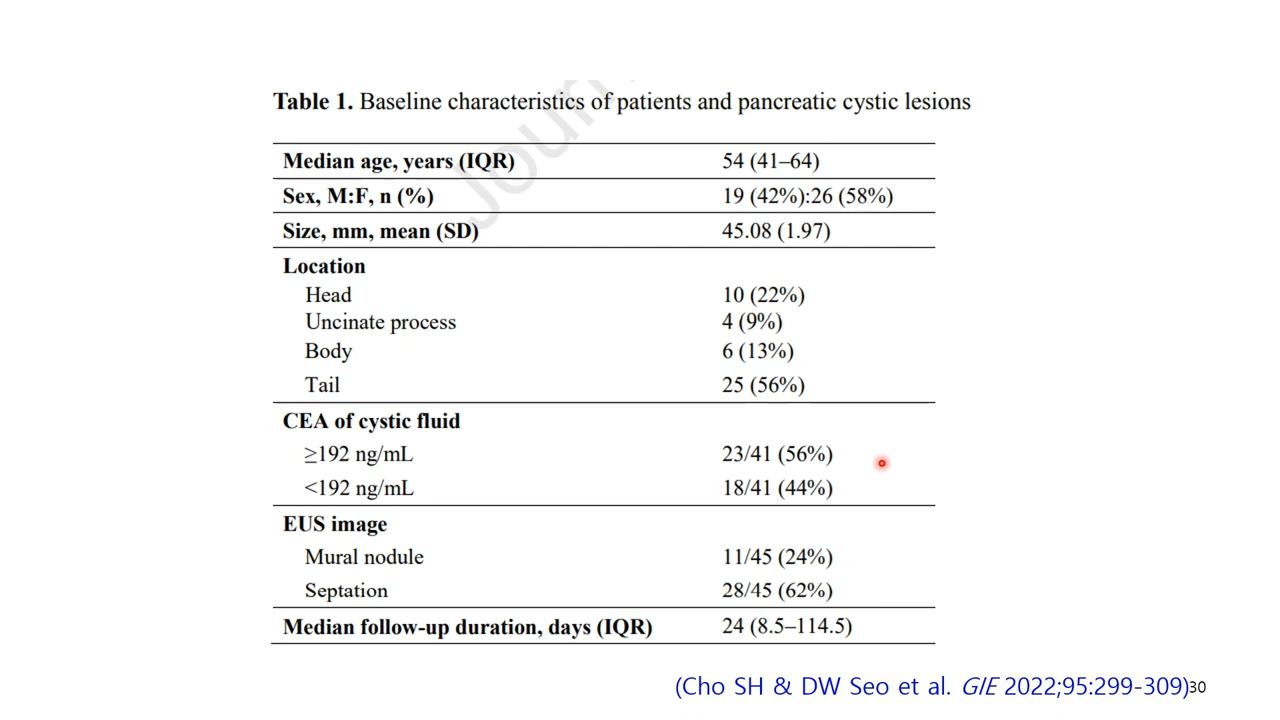 Journ
Table 1. Baseline characteristics of patients and pancreatic cystic lesions
Median age, years (IQR) 54 (41–64)
Sex, M:F, n (%) 19 (42%):26 (58%)
Size, mm, mean (SD) 45.08 (1.97)
Location
Head 10 (22%)
Uncinate process 4 (9%)
Body 6 (13%)
Tail 25 (56%)
CEA of cystic fluid
≥192 ng/mL 23/41 (56%)
<192 ng/mL 18/41 (44%)
EUS image
Mural nodule 11/45 (24%)
Septation 28/45 (62%)
Median follow-up duration, days (IQR) 24 (8.5–114.5)
(Cho SH & DW Seo et al. GIE 2022;95:299-309)30